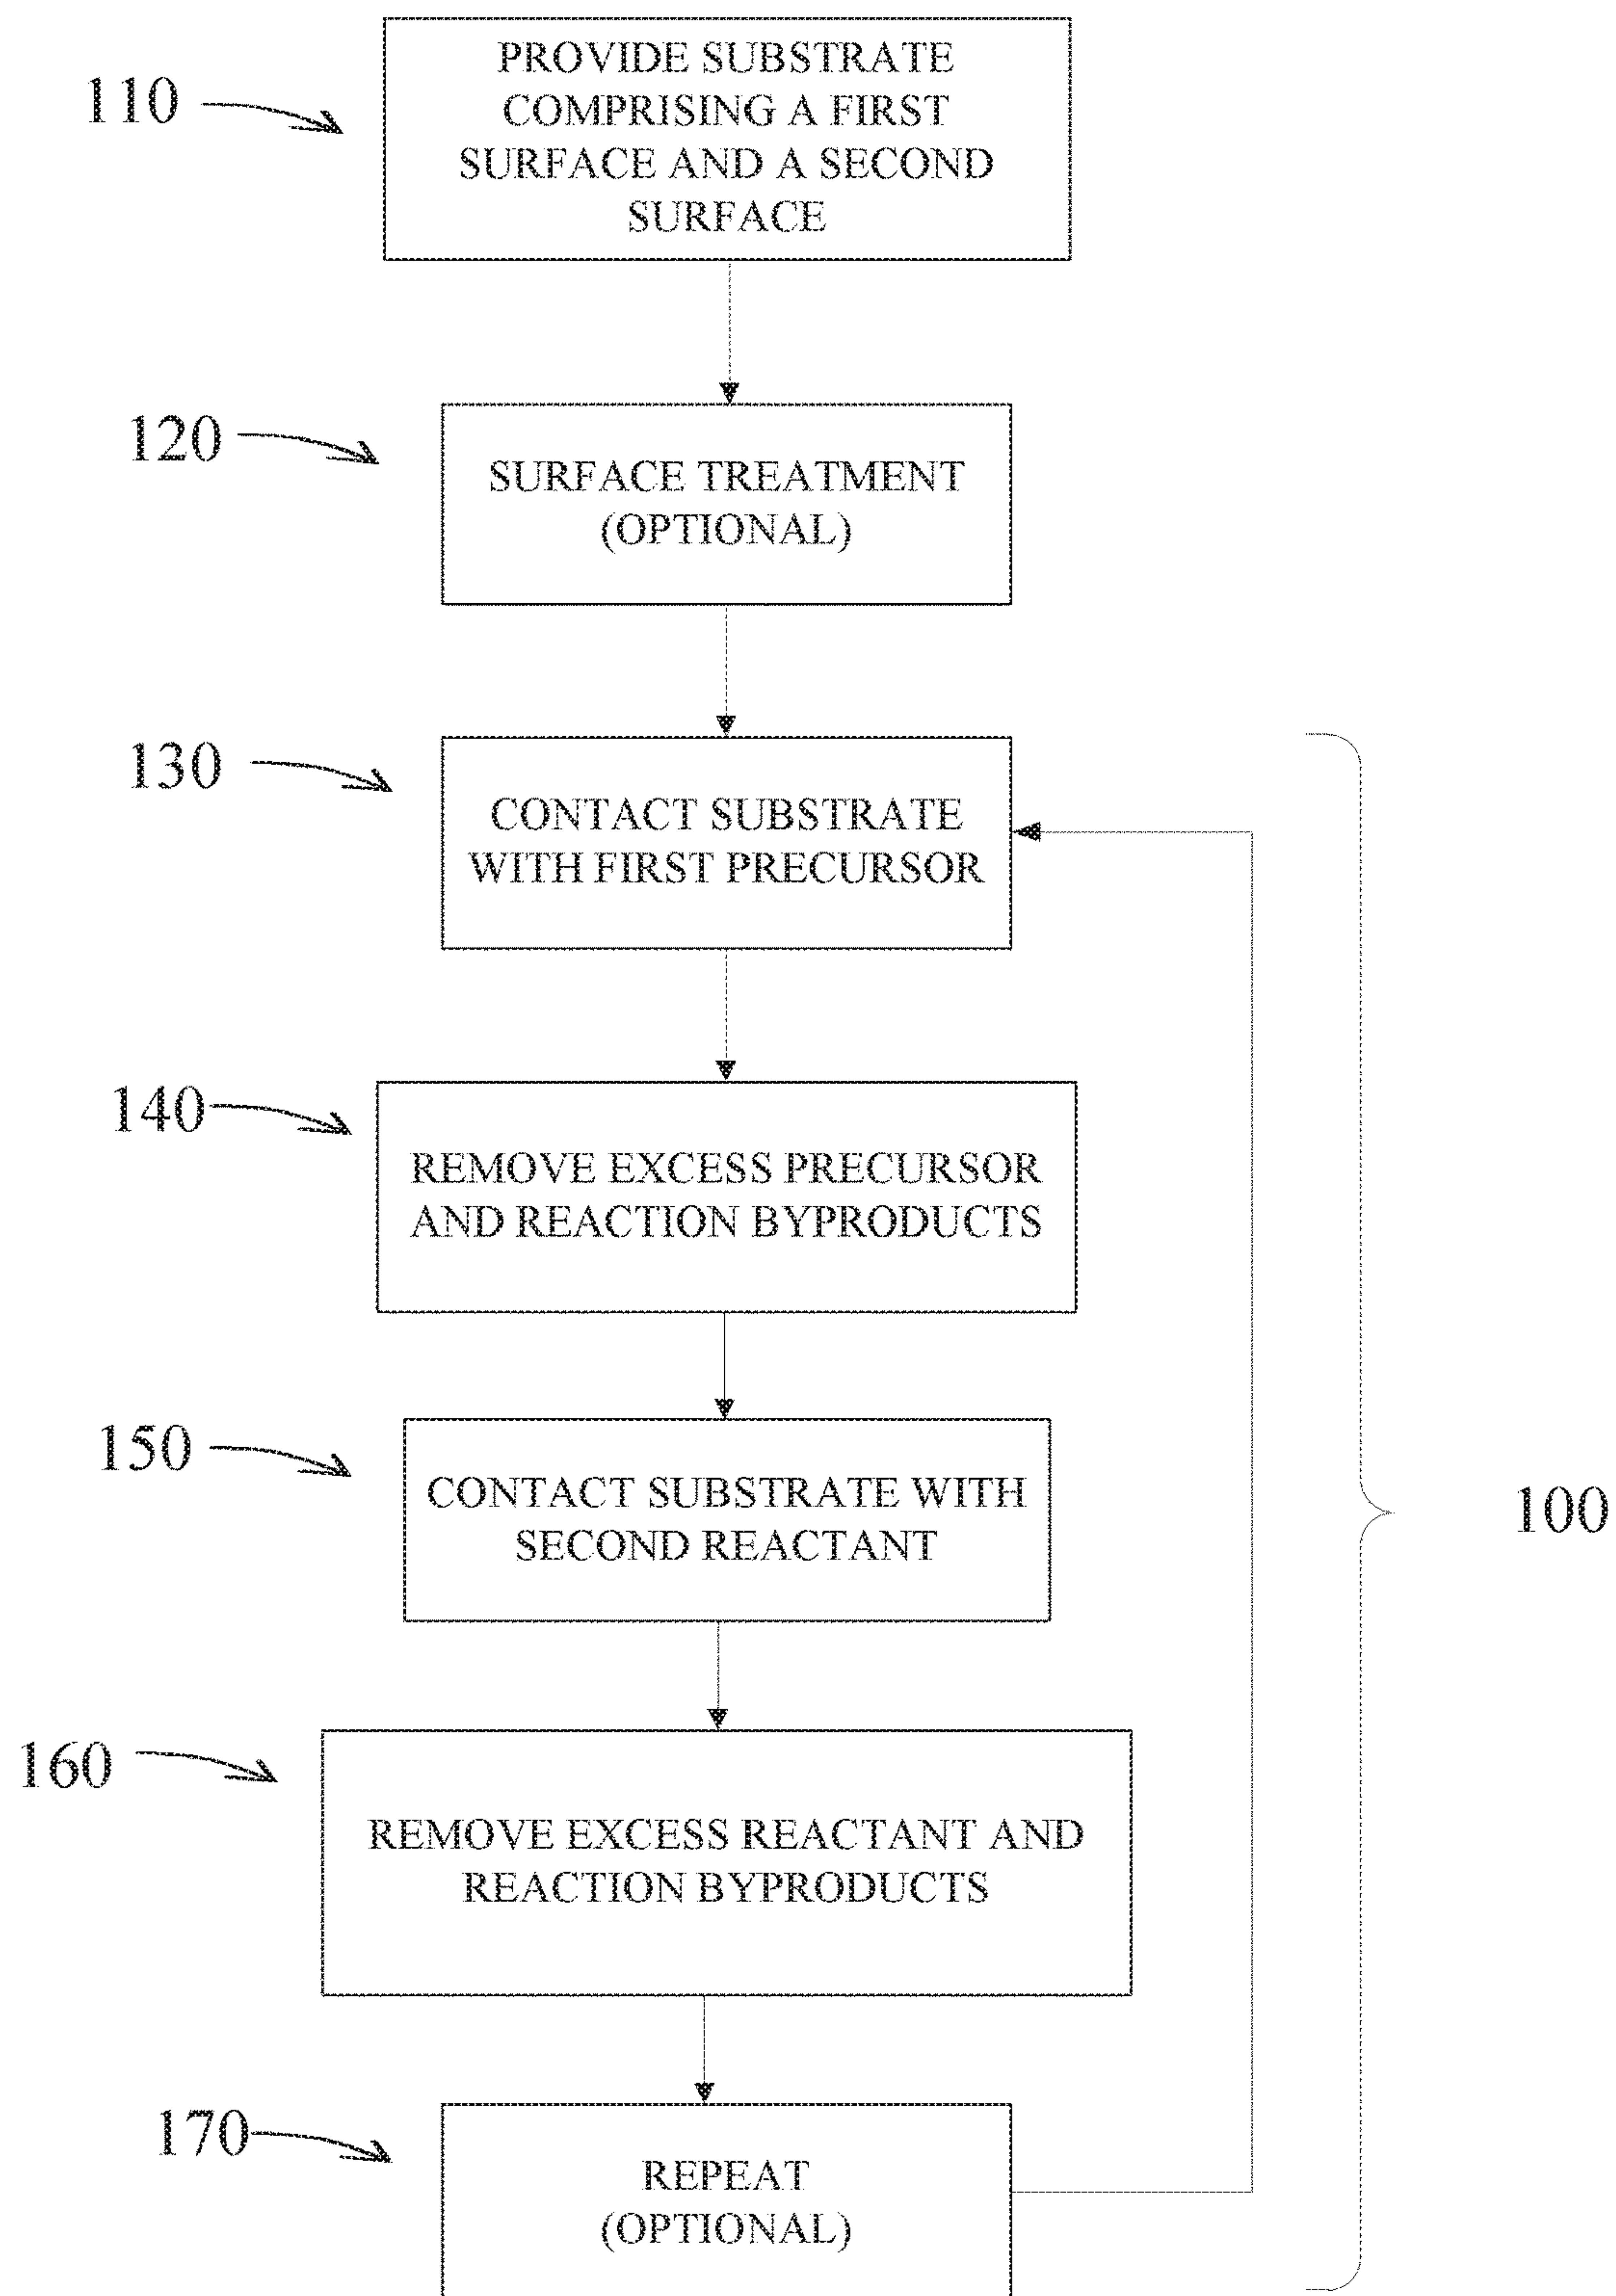 110
PROVIDE SUBSTRATE
COMPRISING A FIRST
SURFACE AND A SECOND
SURFACE
120
SURFACE TREATMENT
(OPTIONAL)
130
CONTACT SUBSTRATE
WITH FIRST PRECURSOR
140
REMOVE EXCESS PRECURSOR
AND REACTION BYPRODUCTS
150
CONTACT SUBSTRATE WITH
SECOND REACTANT
100
160
REMOVE EXCESS REACTANT AND
REACTION BYPRODUCTS
170
REPEAT
(OPTIONAL)